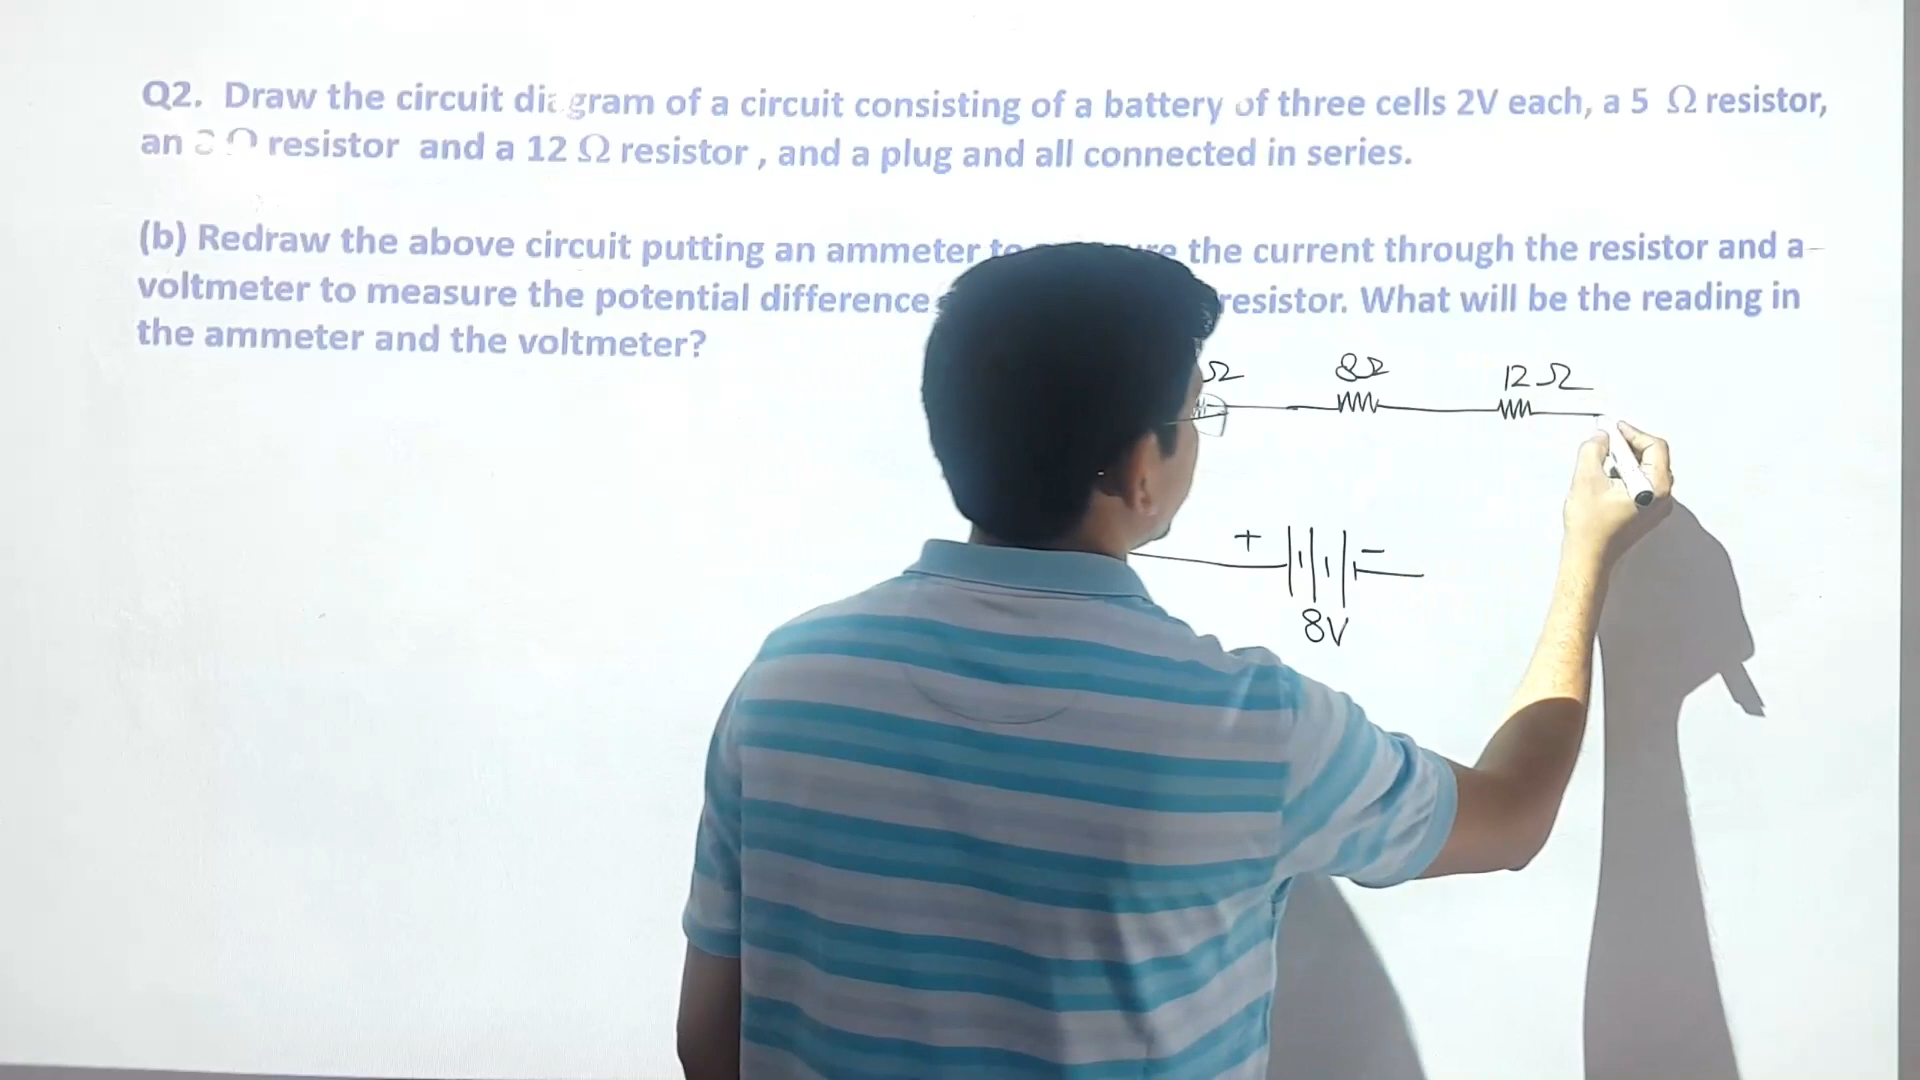 Q2. Draw the circuit diagram of a circuit consisting of a battery of three cells 2V each, a 5 Ω resistor,
an Ω resistor and a 12 Ω resistor , and a plug and all connected in series.
(b) Redraw the above circuit putting an ammeter to the current through the resistor and a
voltmeter to measure the potential difference resistor. What will be the reading in
the ammeter and the voltmeter?
Ω 8Ω 12 Ω
+ −
8V